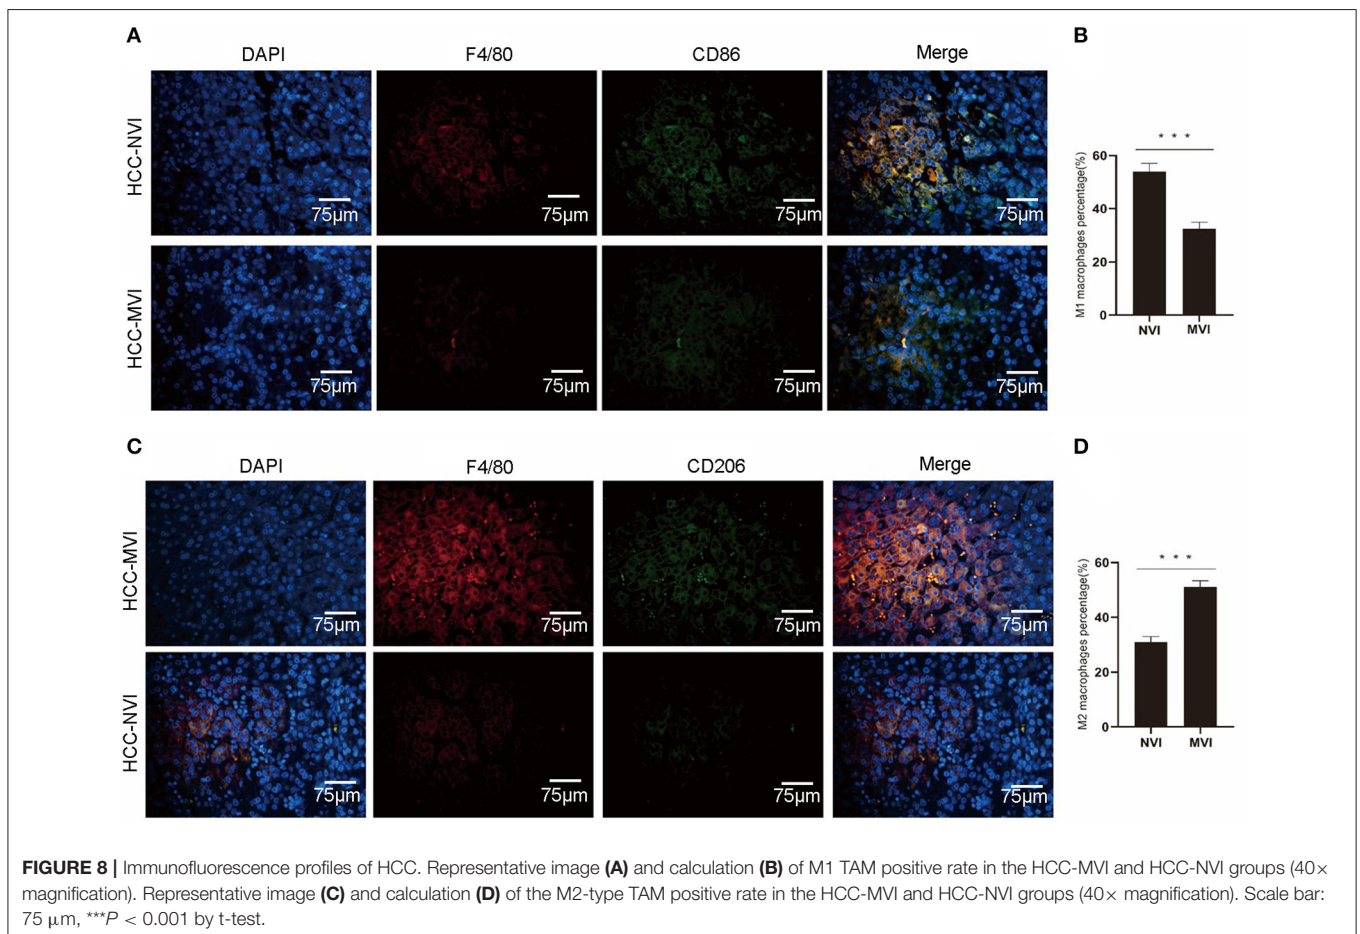 A
B
DAPI
F4/80
CD86
Merge
HCC-NVI
75µm
75µm
75µm
75µm
HCC-MVI
75µm
75µm
75µm
75µm
* * *
M1 macrophages percentage(%)
60
40
20
0
NVI
MVI
C
D
DAPI
F4/80
CD206
Merge
HCC-MVI
75µm
75µm
75µm
75µm
HCC-NVI
75µm
75µm
75µm
75µm
* * *
M2 macrophages percentage(%)
60
40
20
0
NVI
MVI
FIGURE 8 | Immunofluorescence profiles of HCC. Representative image (A) and calculation (B) of M1 TAM positive rate in the HCC-MVI and HCC-NVI groups (40×
magnification). Representative image (C) and calculation (D) of the M2-type TAM positive rate in the HCC-MVI and HCC-NVI groups (40× magnification). Scale bar:
75 µm, ***P < 0.001 by t-test.